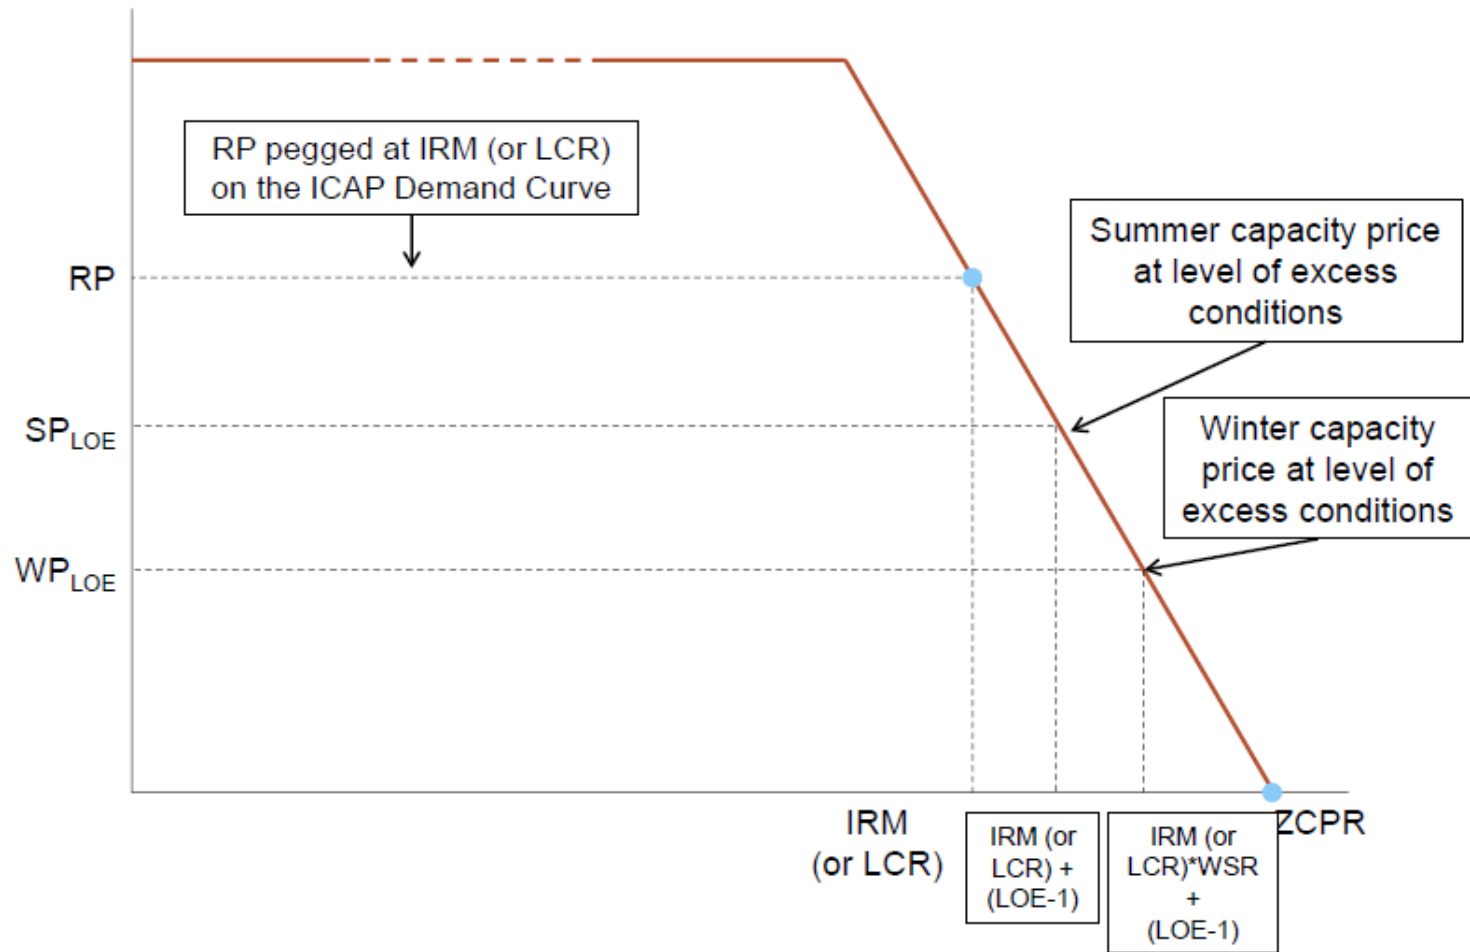 RP pegged at IRM (or LCR)
on the ICAP Demand Curve
Summer capacity price
at level of excess
conditions
RP
Winter capacity
price at level of
excess conditions
SPLOE
WPLOE
IRM
(or LCR)
IRM (or
LCR) +
(LOE-1)
IRM (or
LCR)*WSR
+
(LOE-1)
ZCPR